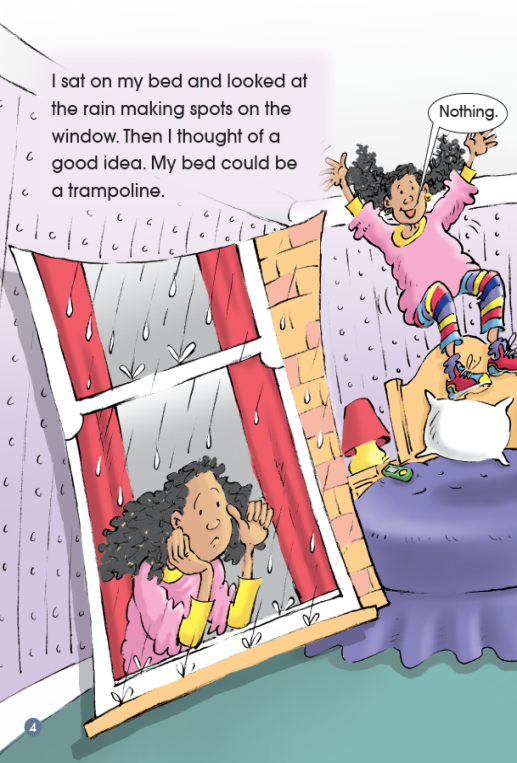 I sat on my bed and looked at
the rain making spots on the
window. Then I thought of a
good idea. My bed could be
a trampoline.
Nothing.
4